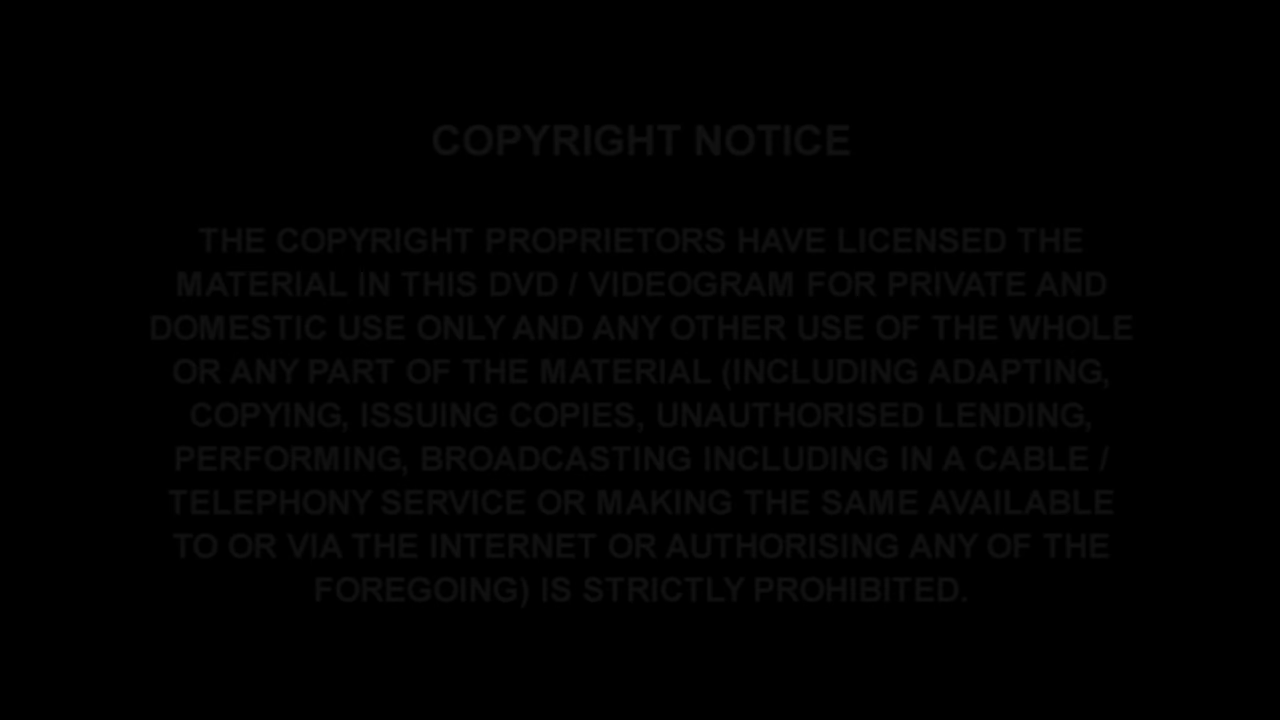 COPYRIGHT NOTICE
THE COPYRIGHT PROPRIETORS HAVE LICENSED THE
MATERIAL IN THIS DVD / VIDEOGRAM FOR PRIVATE AND
DOMESTIC USE ONLY AND ANY OTHER USE OF THE WHOLE
OR ANY PART OF THE MATERIAL (INCLUDING ADAPTING,
COPYING, ISSUING COPIES, UNAUTHORISED LENDING,
PERFORMING, BROADCASTING INCLUDING IN A CABLE /
TELEPHONY SERVICE OR MAKING THE SAME AVAILABLE
TO OR VIA THE INTERNET OR AUTHORISING ANY OF THE
FOREGOING) IS STRICTLY PROHIBITED.